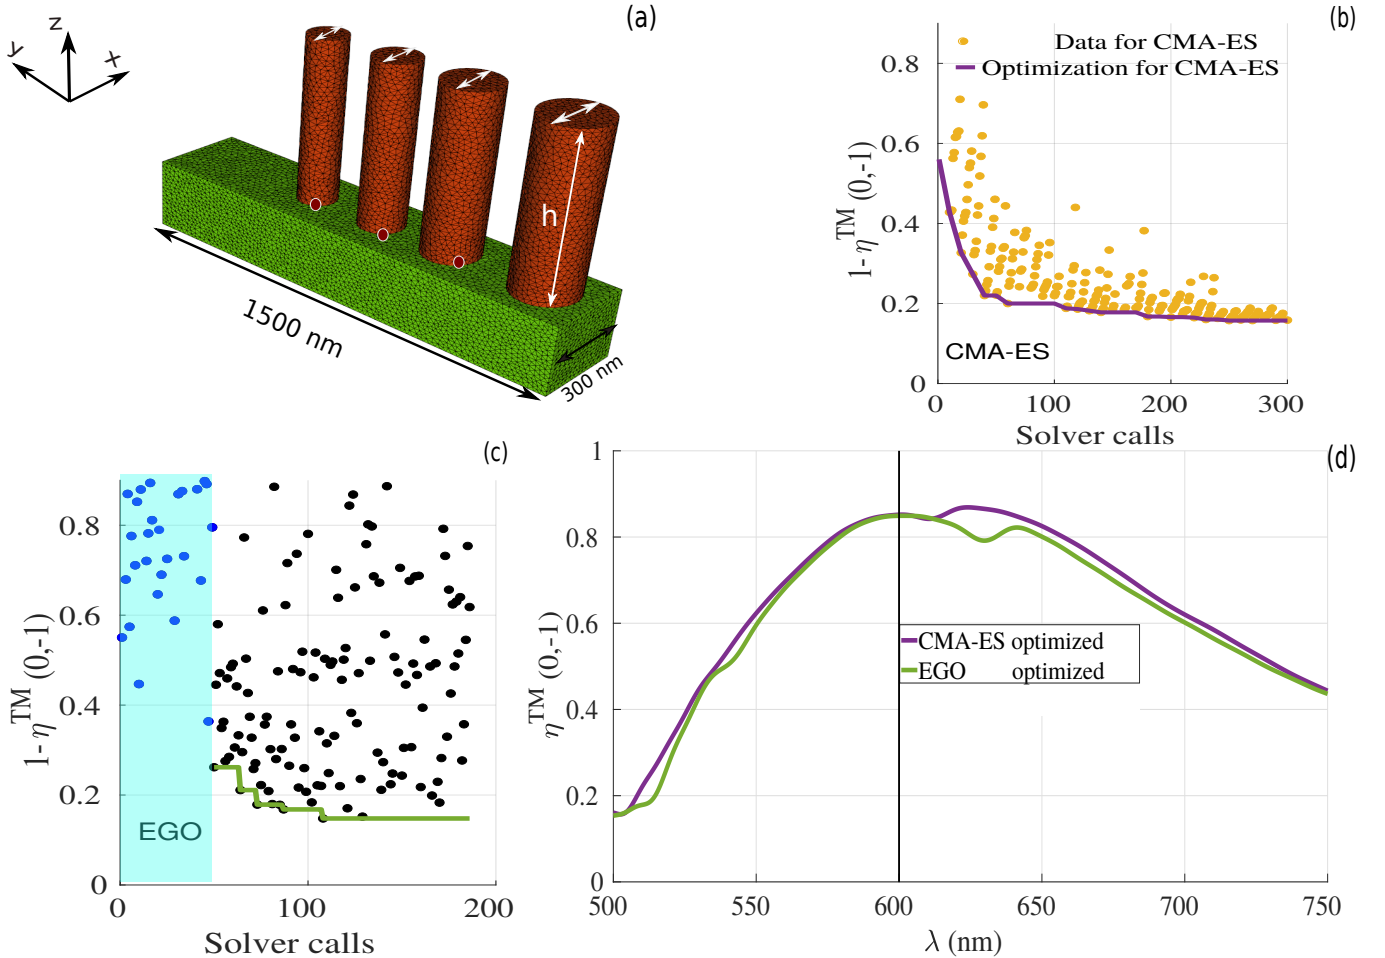 (a)
z
y
x
h
1500 nm
300 nm
(b)
Data for CMA-ES
Optimization for CMA-ES
0.8
0.6
0.4
0.2
0
1- η^TM (0,-1)
CMA-ES
0 100 200 300
Solver calls
(c)
0.8
0.6
0.4
0.2
0
1- η^TM (0,-1)
EGO
0 100 200
Solver calls
(d)
1
0.8
0.6
0.4
0.2
0
η^TM (0,-1)
CMA-ES optimized
EGO optimized
500 550 600 650 700 750
λ (nm)